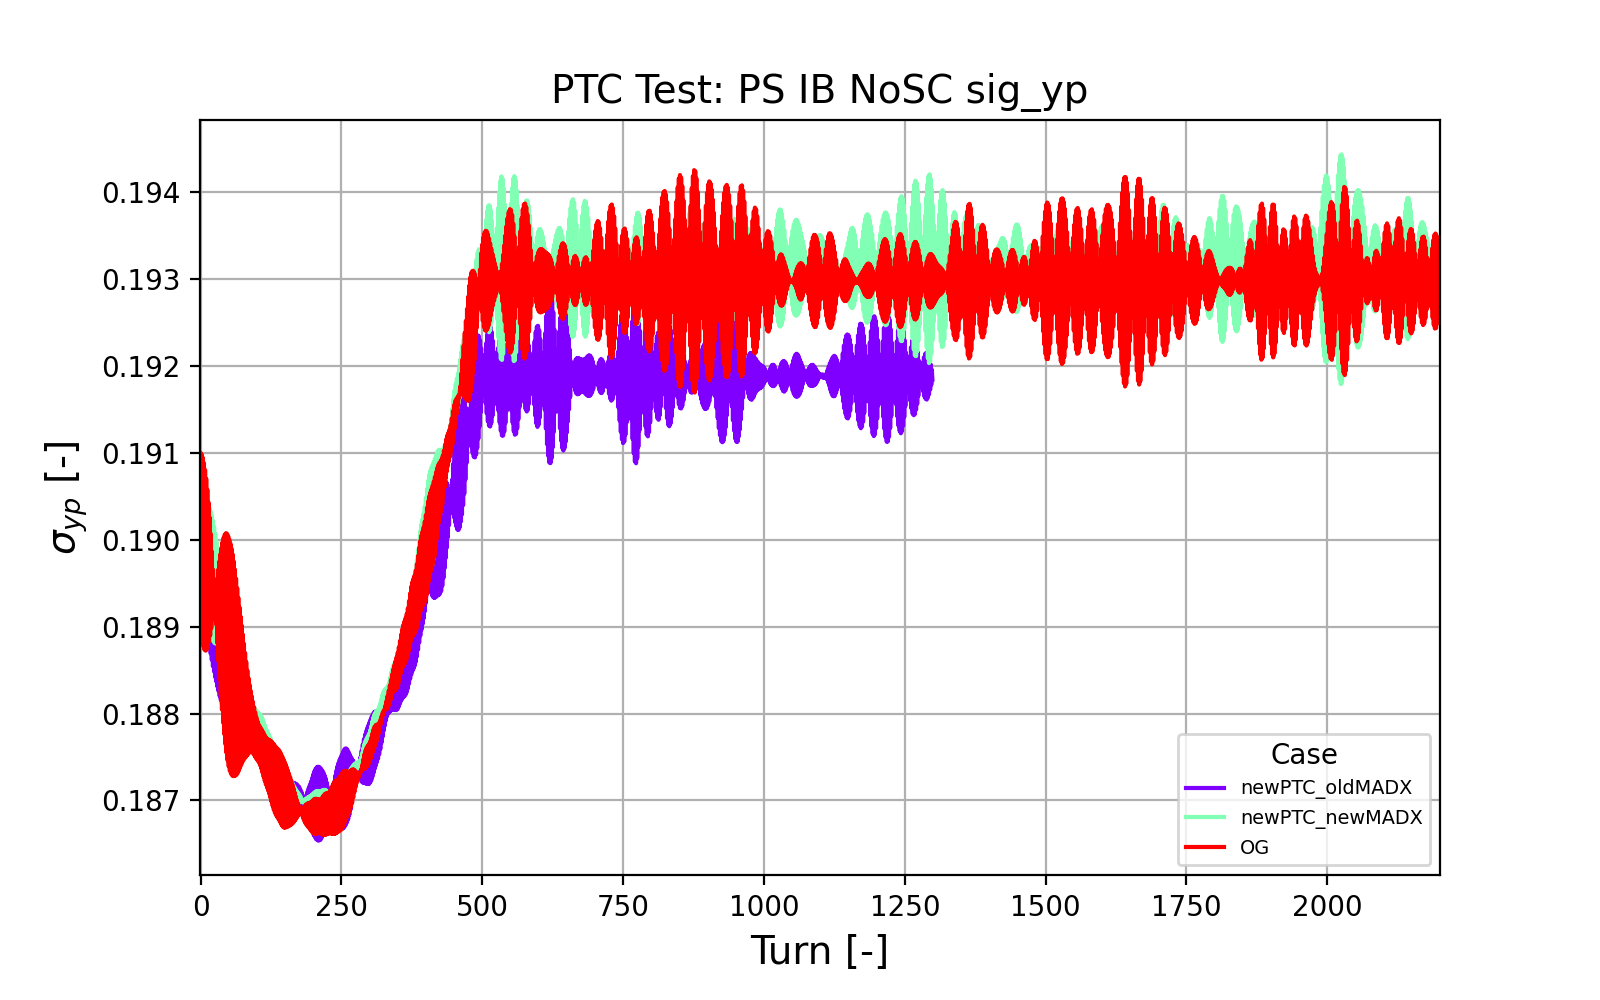 PTC Test: PS IB NoSC sig_yp
0.194
0.193
0.192
0.191
0.190
0.189
0.188
0.187
σyp [-]
0
250
500
750
1000
1250
1500
1750
2000
Turn [-]
Case
newPTC_oldMADX
newPTC_newMADX
OG